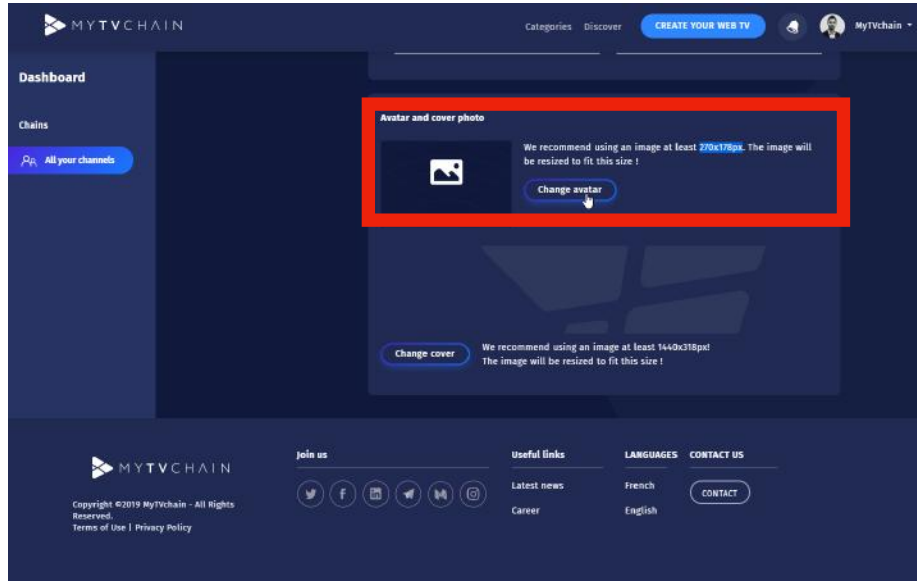 MYTVCHAIN
Categories Discover CREATE YOUR WEB TV MyTVchain
Dashboard
Chains
All your channels
Avatar and cover photo
We recommend using an image at least 270x178px. The image will
be resized to fit this size !
Change avatar
Change cover
We recommend using an image at least 1440x318px!
The image will be resized to fit this size !
MYTVCHAIN
Copyright ©2019 MyTVchain - All Rights
Reserved.
Terms of Use | Privacy Policy
Join us
Useful links
Latest news
Career
LANGUAGES
French
English
CONTACT US
CONTACT